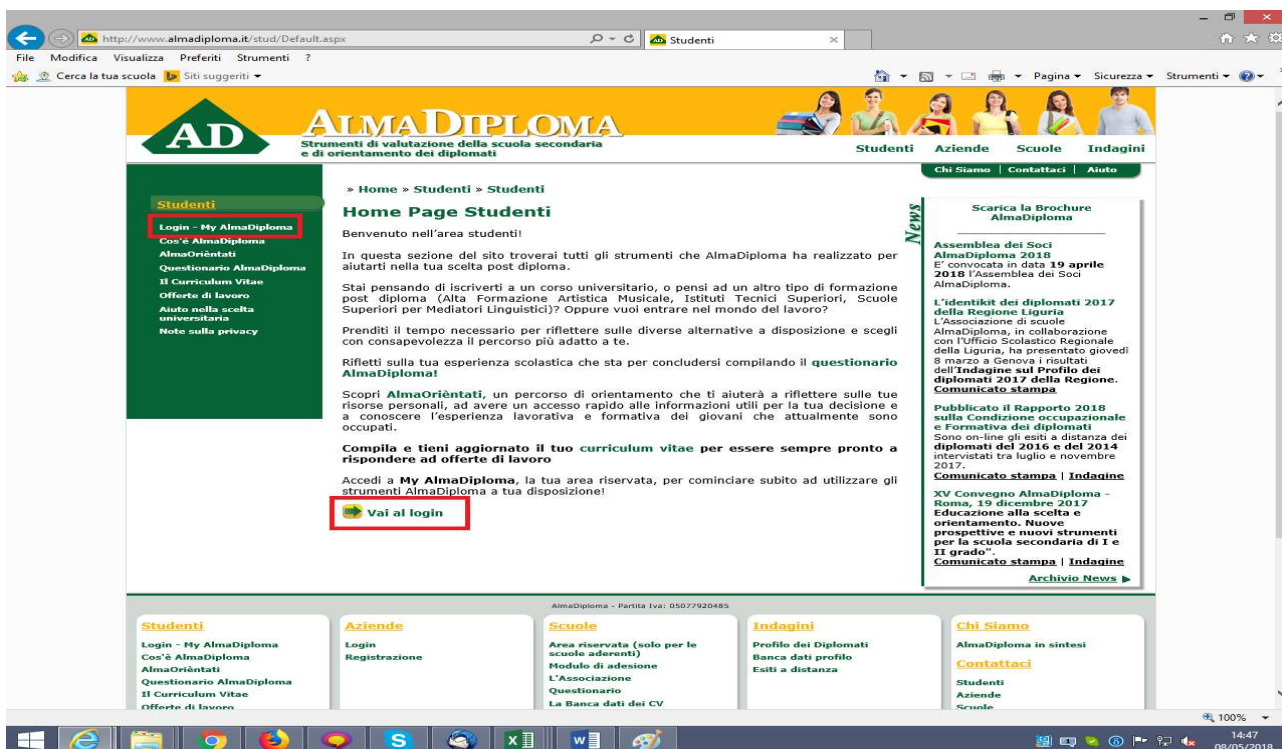 http://www.almadiploma.it/stud/Default.aspx
Studenti
File Modifica Visualizza Preferiti Strumenti ?
Cerca la tua scuola Siti suggeriti
Pagina Sicurezza Strumenti
AD
ALMADIPLOMA
Strumenti di valutazione della scuola secondaria
e di orientamento dei diplomati
Studenti Aziende Scuole Indagini
Chi Siamo | Contattaci | Aiuto
Studenti
Login - My AlmaDiploma
Cos'è AlmaDiploma
AlmaOrièntati
Questionario AlmaDiploma
Il Curriculum Vitae
Offerte di lavoro
Aiuto nella scelta
universitaria
Note sulla privacy
» Home » Studenti » Studenti
Home Page Studenti
Benvenuto nell'area studenti!
In questa sezione del sito troverai tutti gli strumenti che AlmaDiploma ha realizzato per
aiutarti nella tua scelta post diploma.
Stai pensando di iscriverti a un corso universitario, o pensi ad un altro tipo di formazione
post diploma (Alta Formazione Artistica Musicale, Istituti Tecnici Superiori, Scuole
Superiori per Mediatori Linguistici)? Oppure vuoi entrare nel mondo del lavoro?
Prenditi il tempo necessario per riflettere sulle diverse alternative a disposizione e scegli
con consapevolezza il percorso più adatto a te.
Rifletti sulla tua esperienza scolastica che sta per concludersi compilando il questionario
AlmaDiploma!
Scopri AlmaOrièntati, un percorso di orientamento che ti aiuterà a riflettere sulle tue
risorse personali, ad avere un accesso rapido alle informazioni utili per la tua decisione e
a conoscere l'esperienza lavorativa e formativa dei giovani che attualmente sono
occupati.
Compila e tieni aggiornato il tuo curriculum vitae per essere sempre pronto a
rispondere ad offerte di lavoro
Accedi a My AlmaDiploma, la tua area riservata, per cominciare subito ad utilizzare gli
strumenti AlmaDiploma a tua disposizione!
Vai al login
News
Scarica la Brochure
AlmaDiploma
Assemblea dei Soci
AlmaDiploma 2018
E' convocata in data 19 aprile
2018 l'Assemblea dei Soci
AlmaDiploma.
L'identikit dei diplomati 2017
della Regione Liguria
L'Associazione di scuole
AlmaDiploma, in collaborazione
con l'Ufficio Scolastico Regionale
della Liguria, ha presentato giovedì
8 marzo a Genova i risultati
dell'Indagine sul Profilo dei
diplomati 2017 della Regione.
Comunicato stampa
Pubblicato il Rapporto 2018
sulla Condizione occupazionale
e Formativa dei diplomati
Sono on-line gli esiti a distanza dei
diplomati del 2016 e del 2014
intervistati tra luglio e novembre
2017.
Comunicato stampa | Indagine
XV Convegno AlmaDiploma -
Roma, 19 dicembre 2017
Educazione alla scelta e
orientamento. Nuove
prospettive e nuovi strumenti
per la scuola secondaria di I e
II grado".
Comunicato stampa | Indagine
Archivio News
AlmaDiploma - Partita Iva: 05077920485
Studenti
Login - My AlmaDiploma
Cos'è AlmaDiploma
AlmaOrièntati
Questionario AlmaDiploma
Il Curriculum Vitae
Offerte di lavoro
Aziende
Login
Registrazione
Scuole
Area riservata (solo per le
scuole aderenti)
Modulo di adesione
L'Associazione
Questionario
La Banca dati dei CV
Indagini
Profilo dei Diplomati
Banca dati profilo
Esiti a distanza
Chi Siamo
AlmaDiploma in sintesi
Contattaci
Studenti
Aziende
Scuole
100%
14:47
08/05/2018